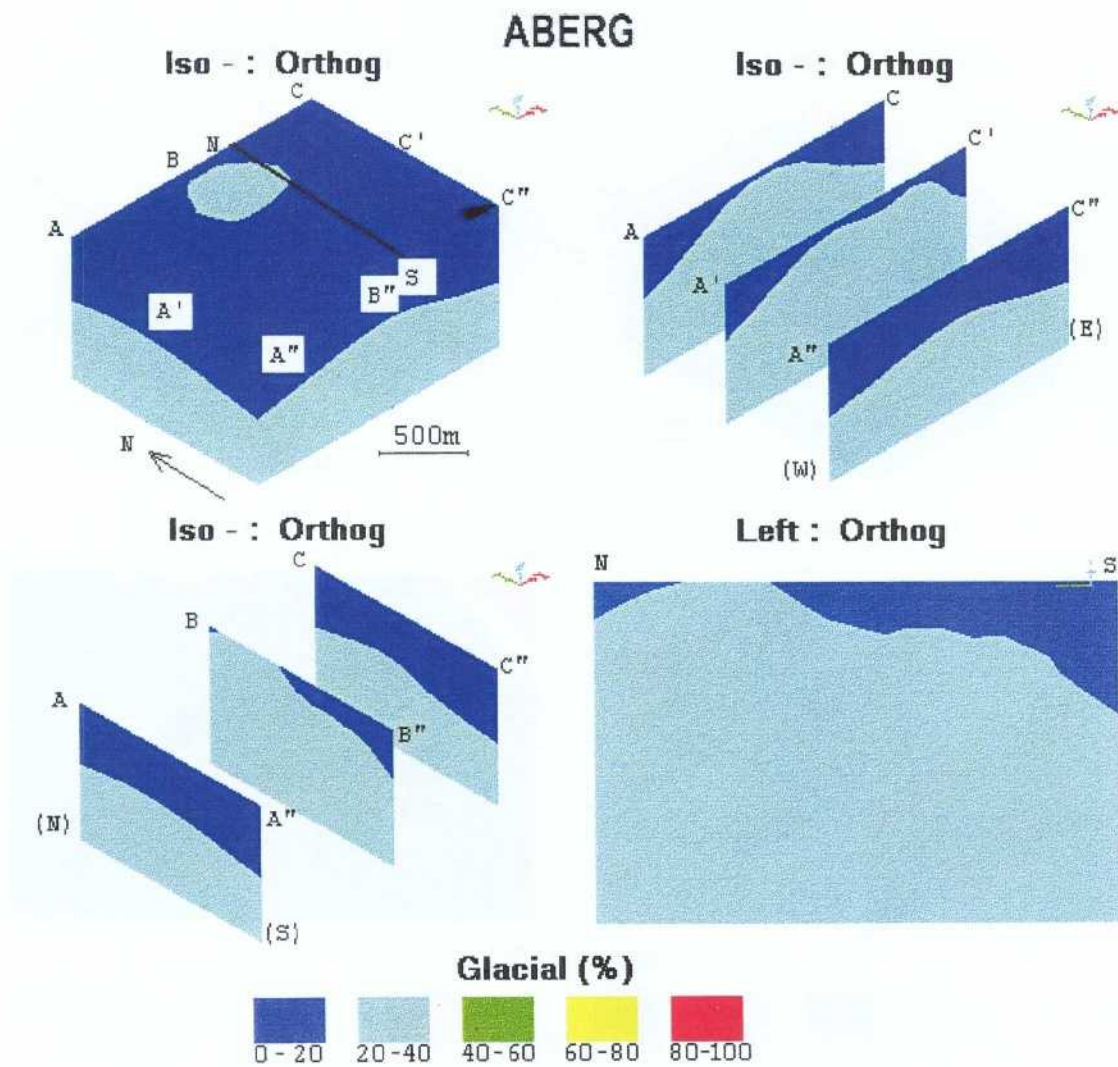 ABERG
Iso - : Orthog
C
N
C'
B
C"
A
S
B"
A'
A"
N
500m
Iso - : Orthog
C
C'
C"
A
A'
(E)
A"
(W)
Iso - : Orthog
C
B
C"
A
B"
A"
(N)
(S)
Left : Orthog
N
S
Glacial (%)
0-20 20-40 40-60 60-80 80-100